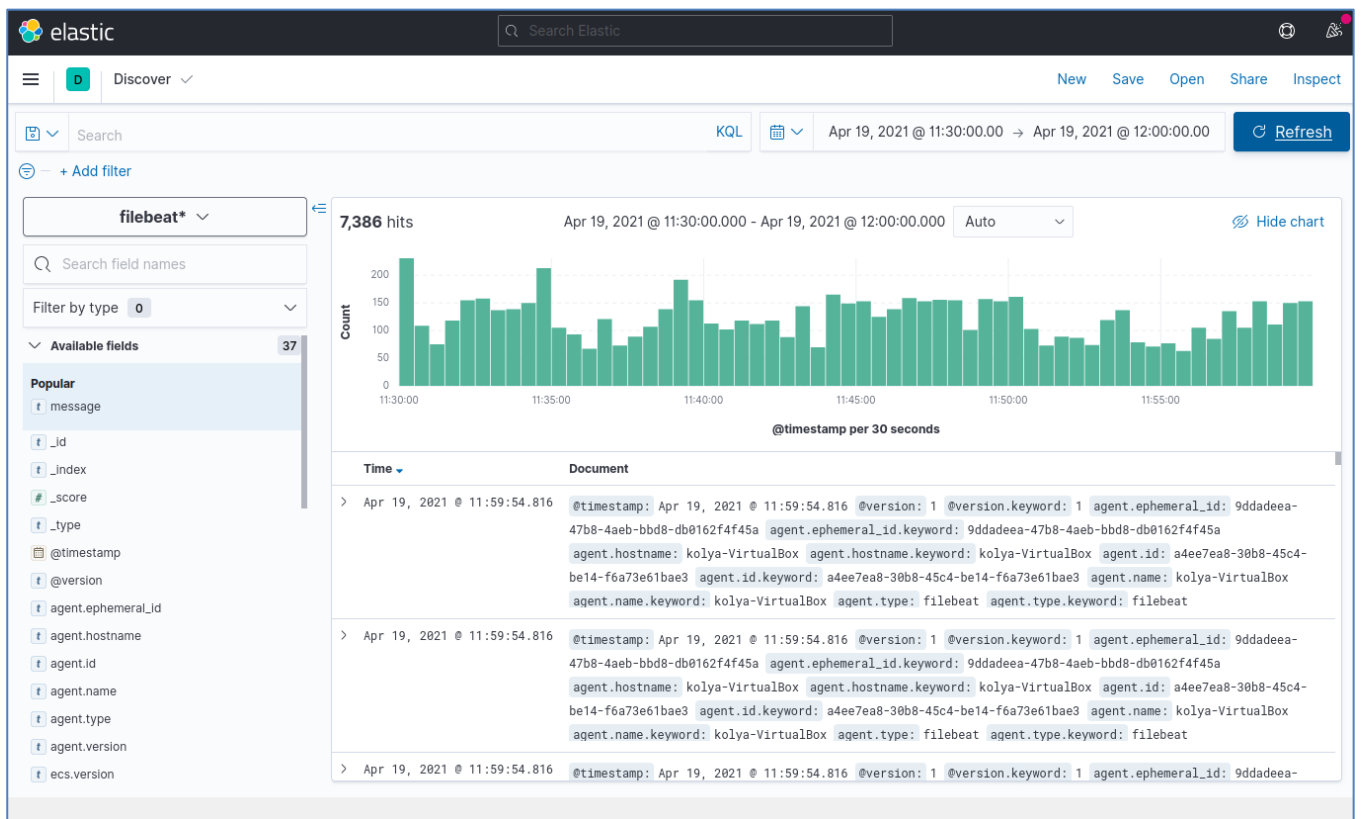 elastic
Search Elastic
D
Discover
New Save Open Share Inspect
Search
KQL
Apr 19, 2021 @ 11:30:00.00 → Apr 19, 2021 @ 12:00:00.00
Refresh
+ Add filter
filebeat*
Search field names
Filter by type 0
Available fields 37
Popular
t message
t _id
t _index
# _score
t _type
@timestamp
t @version
t agent.ephemeral_id
t agent.hostname
t agent.id
t agent.name
t agent.type
t agent.version
t ecs.version
7,386 hits
Apr 19, 2021 @ 11:30:00.000 - Apr 19, 2021 @ 12:00:00.000
Auto
Hide chart
Count
200
150
100
50
0
11:30:00 11:35:00 11:40:00 11:45:00 11:50:00 11:55:00
@timestamp per 30 seconds
Time Document
Apr 19, 2021 @ 11:59:54.816 @timestamp: Apr 19, 2021 @ 11:59:54.816 @version: 1 @version.keyword: 1 agent.ephemeral_id: 9ddadeea-
47b8-4aeb-bbd8-db0162f4f45a agent.ephemeral_id.keyword: 9ddadeea-47b8-4aeb-bbd8-db0162f4f45a
agent.hostname: kolya-VirtualBox agent.hostname.keyword: kolya-VirtualBox agent.id: a4ee7ea8-30b8-45c4-
be14-f6a73e61bae3 agent.id.keyword: a4ee7ea8-30b8-45c4-be14-f6a73e61bae3 agent.name: kolya-VirtualBox
agent.name.keyword: kolya-VirtualBox agent.type: filebeat agent.type.keyword: filebeat
Apr 19, 2021 @ 11:59:54.816 @timestamp: Apr 19, 2021 @ 11:59:54.816 @version: 1 @version.keyword: 1 agent.ephemeral_id: 9ddadeea-
47b8-4aeb-bbd8-db0162f4f45a agent.ephemeral_id.keyword: 9ddadeea-47b8-4aeb-bbd8-db0162f4f45a
agent.hostname: kolya-VirtualBox agent.hostname.keyword: kolya-VirtualBox agent.id: a4ee7ea8-30b8-45c4-
be14-f6a73e61bae3 agent.id.keyword: a4ee7ea8-30b8-45c4-be14-f6a73e61bae3 agent.name: kolya-VirtualBox
agent.name.keyword: kolya-VirtualBox agent.type: filebeat agent.type.keyword: filebeat
Apr 19, 2021 @ 11:59:54.816 @timestamp: Apr 19, 2021 @ 11:59:54.816 @version: 1 @version.keyword: 1 agent.ephemeral_id: 9ddadeea-